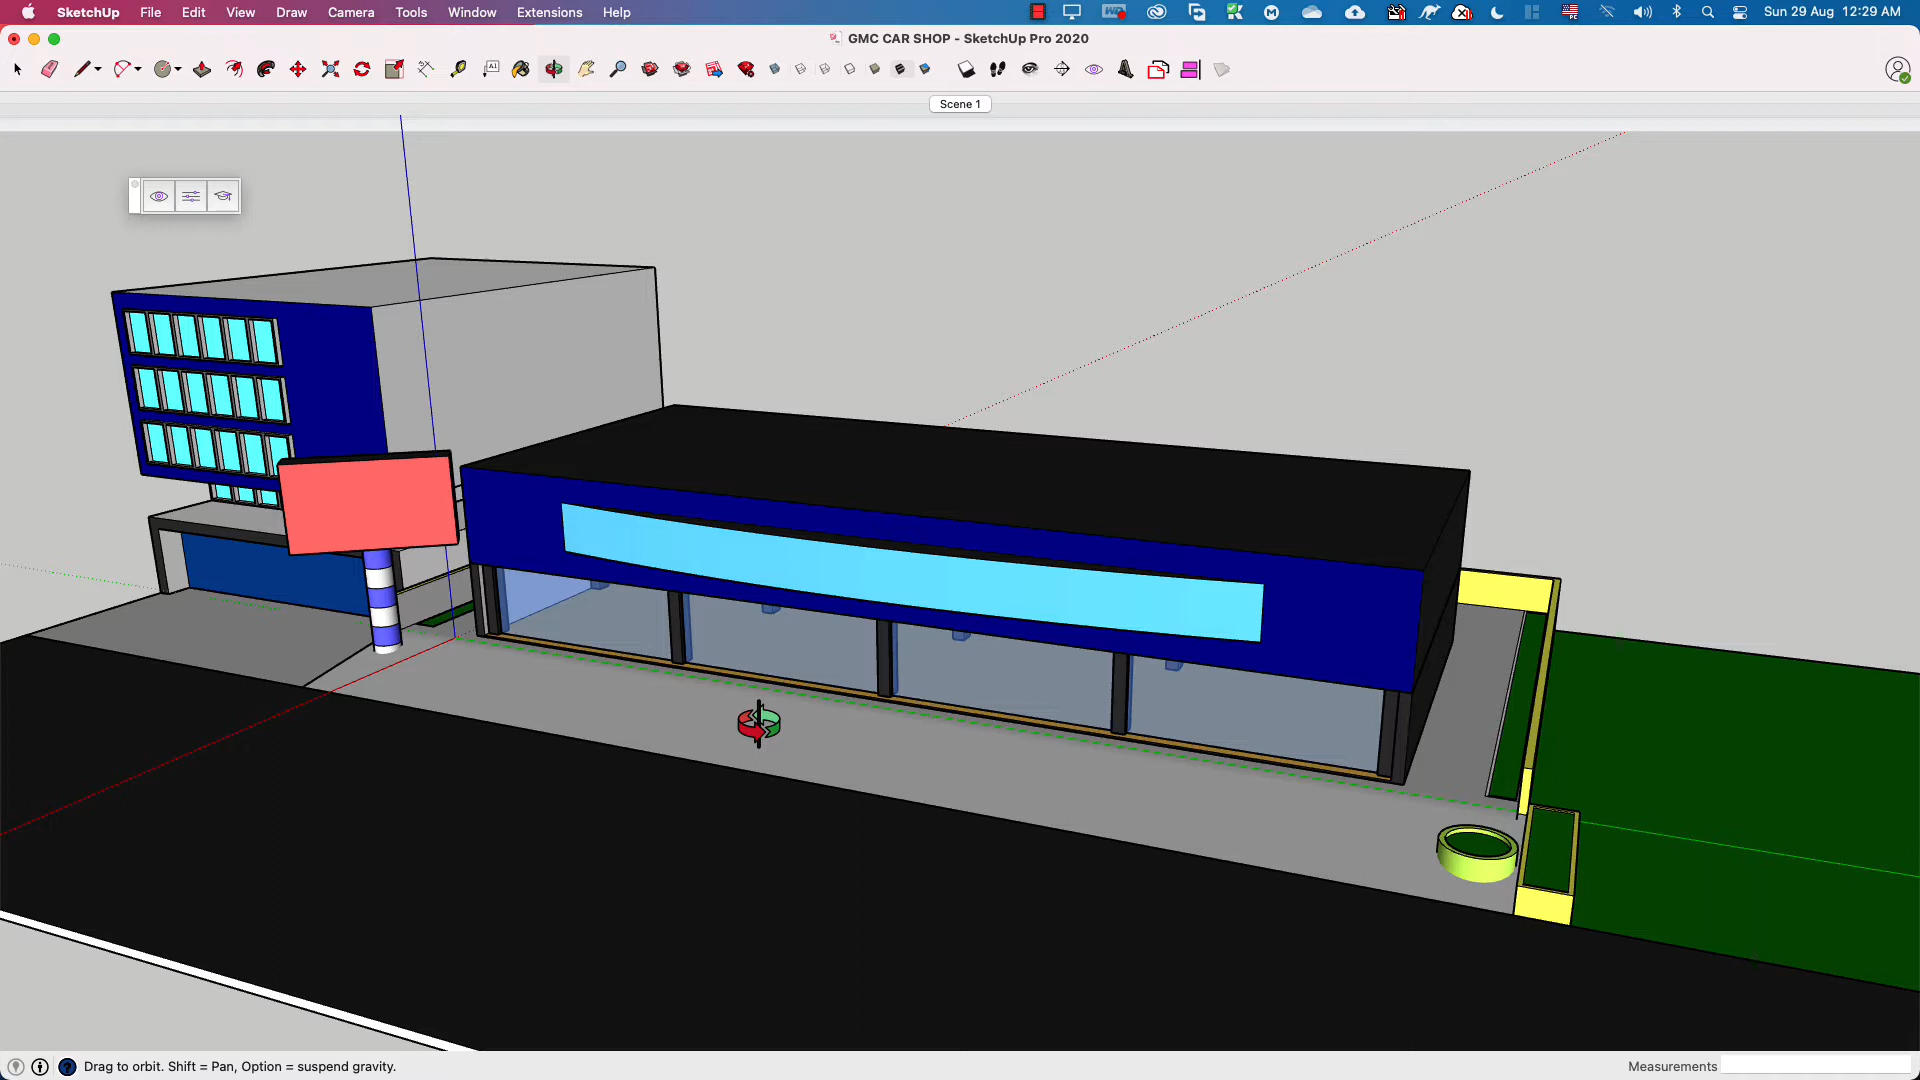 SketchUp File Edit View Draw Camera Tools Window Extensions Help Sun 29 Aug 12:29 AM
GMC CAR SHOP - SketchUp Pro 2020
Scene 1
Drag to orbit. Shift = Pan, Option = suspend gravity. Measurements